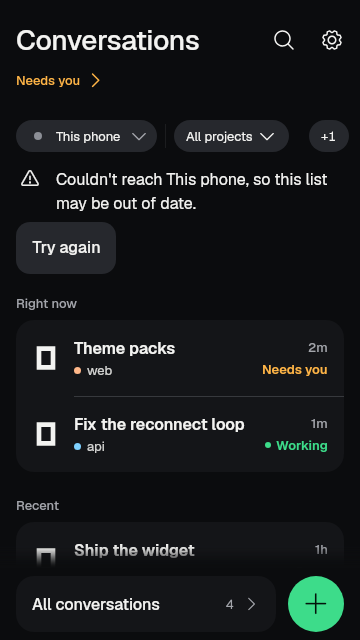 Conversations
Needs you
This phone
All projects
+1
Couldn't reach This phone, so this list
may be out of date.
Try again
Right now
Theme packs
2m
web
Needs you
Fix the reconnect loop
1m
api
Working
Recent
Ship the widget
1h
All conversations
4